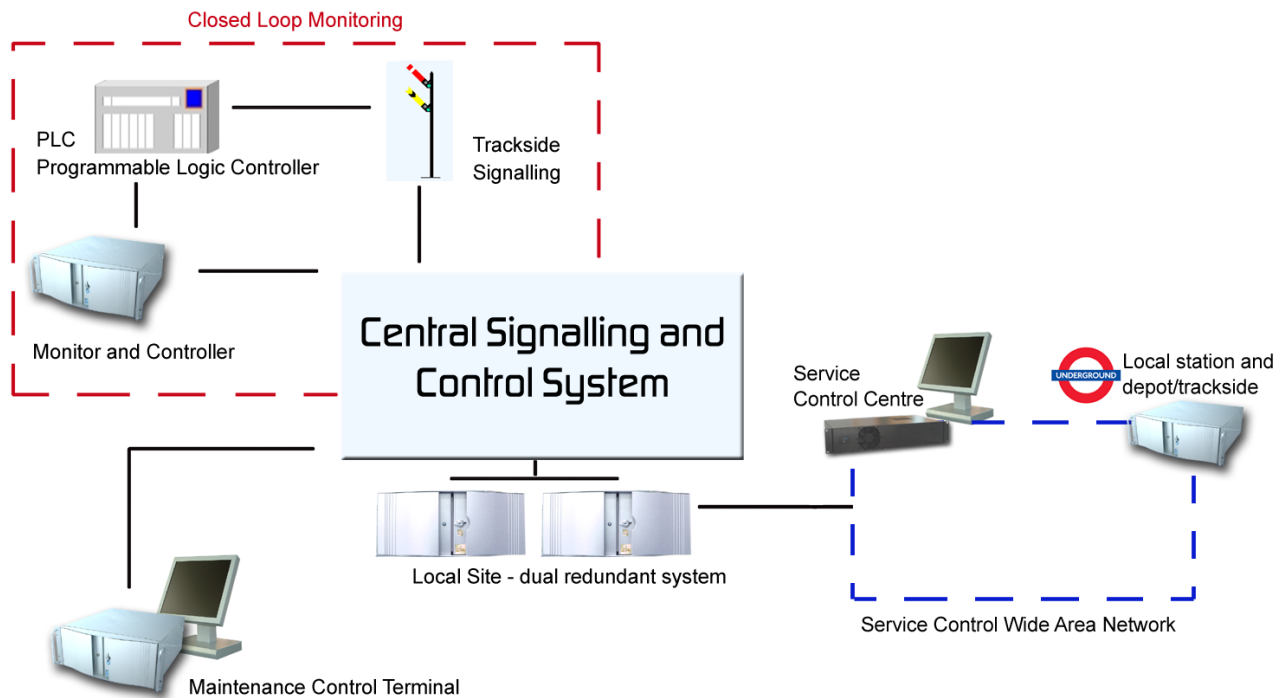 Closed Loop Monitoring
PLC
Programmable Logic Controller
Trackside
Signalling
Monitor and Controller
Central Signalling and
Control System
Service
Control Centre
UNDERGROUND
Local station and
depot/trackside
Local Site - dual redundant system
Service Control Wide Area Network
Maintenance Control Terminal